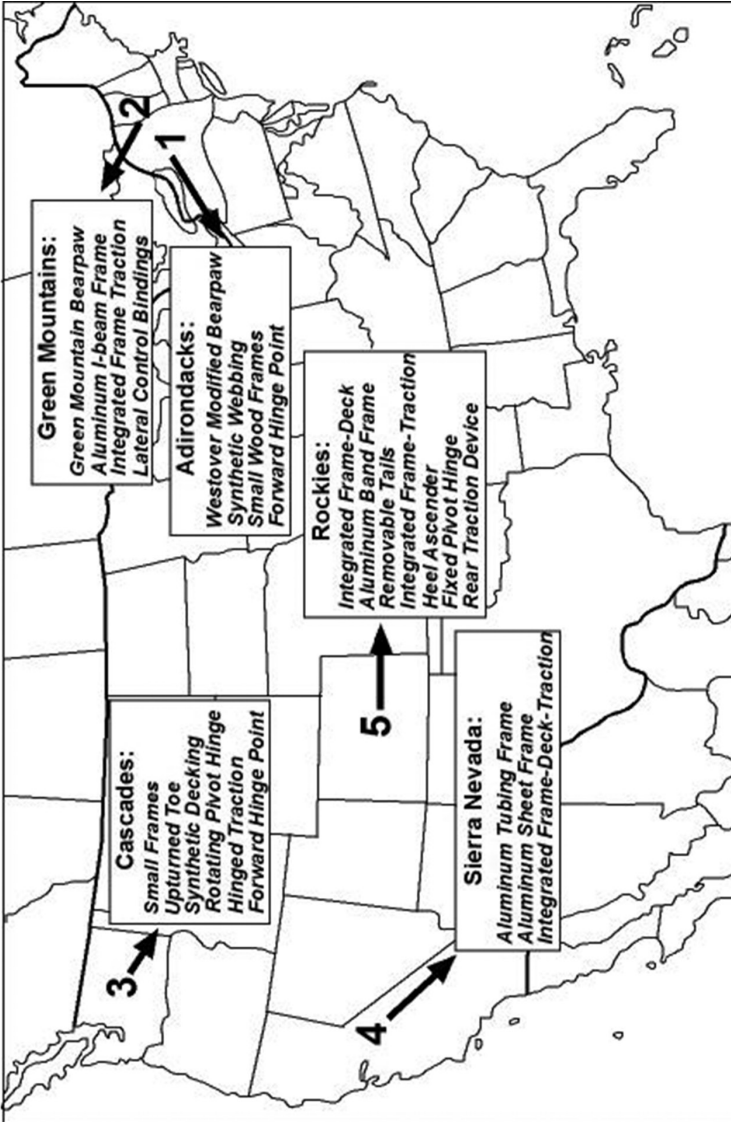 Green Mountains:
Green Mountain Bearpaw
Aluminum I-beam Frame
Integrated Frame Traction
Lateral Control Bindings
2
1
Adirondacks:
Westover Modified Bearpaw
Synthetic Webbing
Small Wood Frames
Forward Hinge Point
Cascades:
Small Frames
Upturned Toe
Synthetic Decking
Rotating Pivot Hinge
Hinged Traction
Forward Hinge Point
3
Rockies:
Integrated Frame-Deck
Aluminum Band Frame
Removable Tails
Integrated Frame-Traction
Heel Ascender
Fixed Pivot Hinge
Rear Traction Device
5
4
Sierra Nevada:
Aluminum Tubing Frame
Aluminum Sheet Frame
Integrated Frame-Deck-Traction